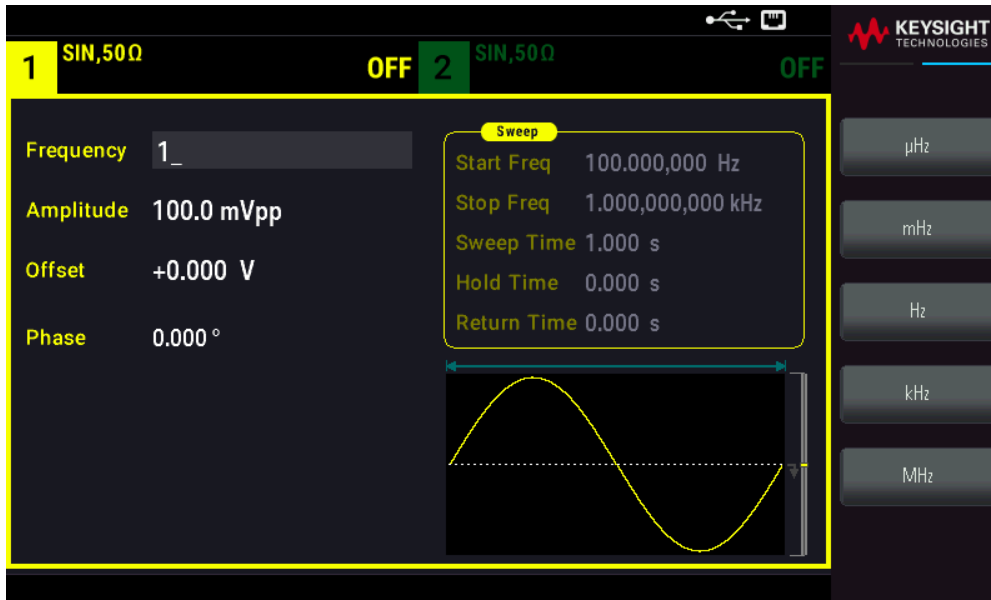 KEYSIGHT
TECHNOLOGIES
1 SIN,50Ω OFF 2 SIN,50Ω OFF
Frequency 1_
Amplitude 100.0 mVpp
Offset +0.000 V
Phase 0.000 °
Sweep
Start Freq 100.000,000 Hz
Stop Freq 1.000,000,000 kHz
Sweep Time 1.000 s
Hold Time 0.000 s
Return Time 0.000 s
µHz
mHz
Hz
kHz
MHz